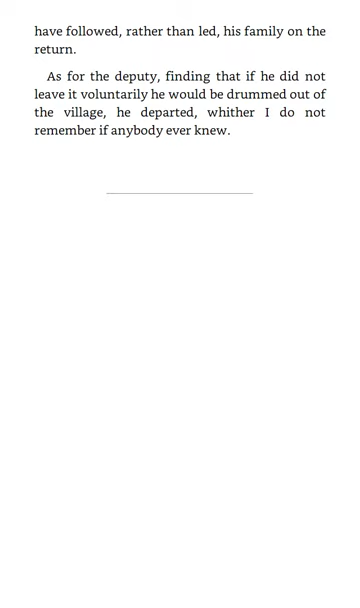 have followed, rather than led, his family on the
return.
As for the deputy, finding that if he did not
leave it voluntarily he would be drummed out of
the village, he departed, whither I do not
remember if anybody ever knew.